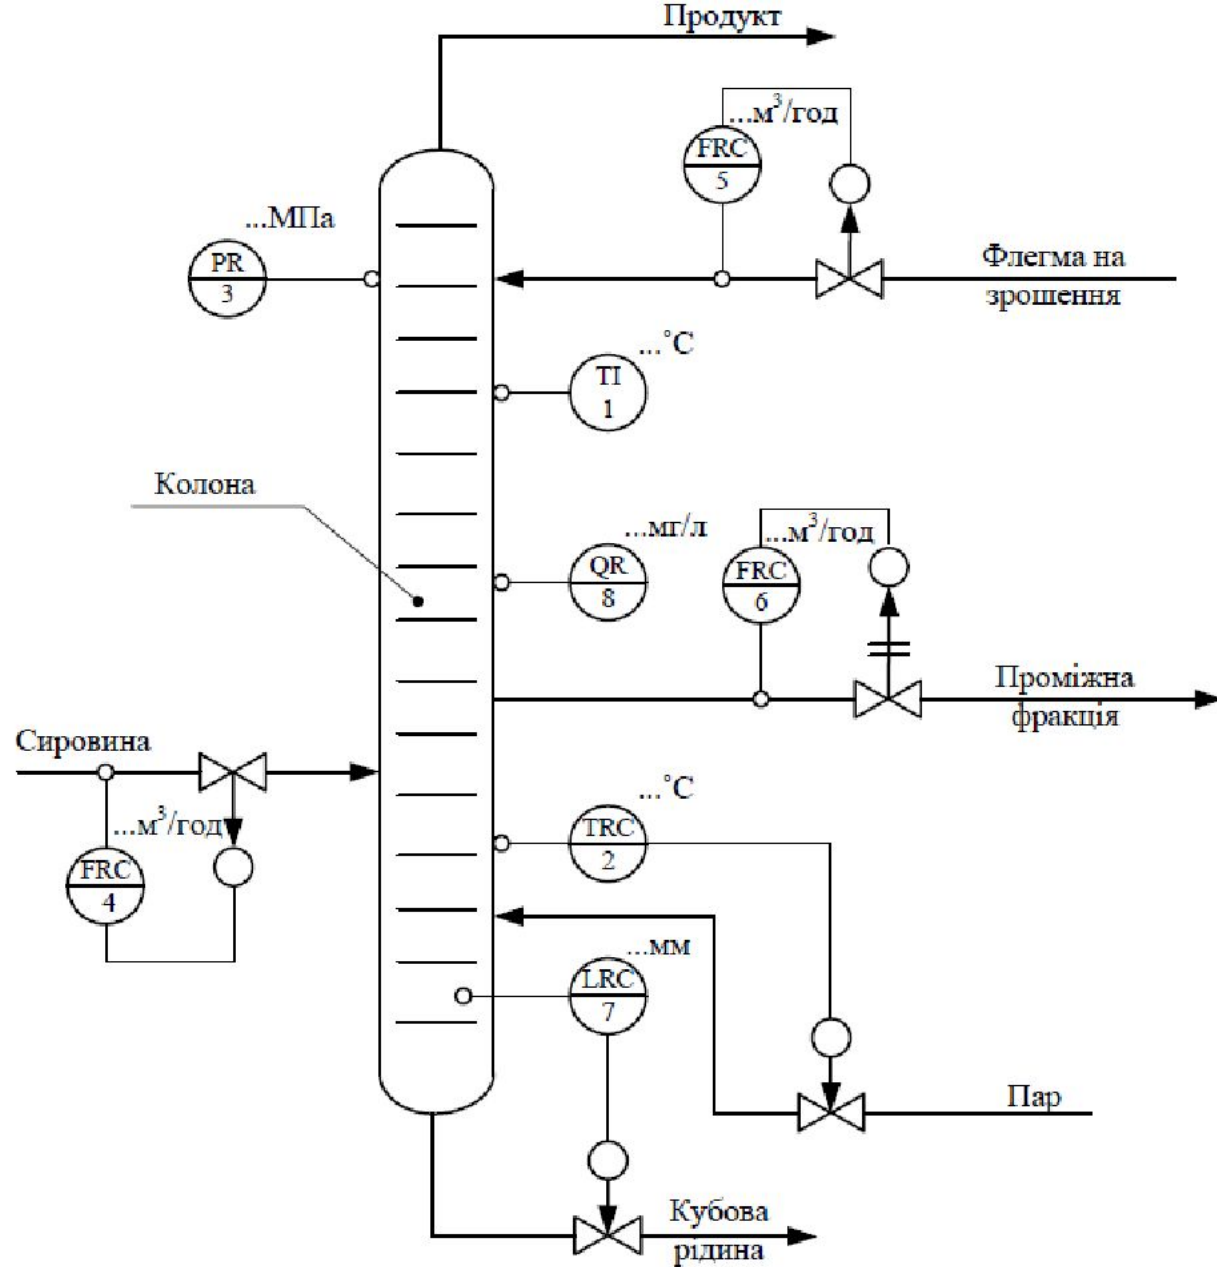 Продукт
...м³/год
FRC
5
...МПа
PR
3
Флегма на
зрошення
...°C
TI
1
Колона
...мг/л
QR
8
...м³/год
FRC
6
Проміжна
фракція
Сировина
...м³/год
FRC
4
...°C
TRC
2
...мм
LRC
7
Пар
Кубова
рідина